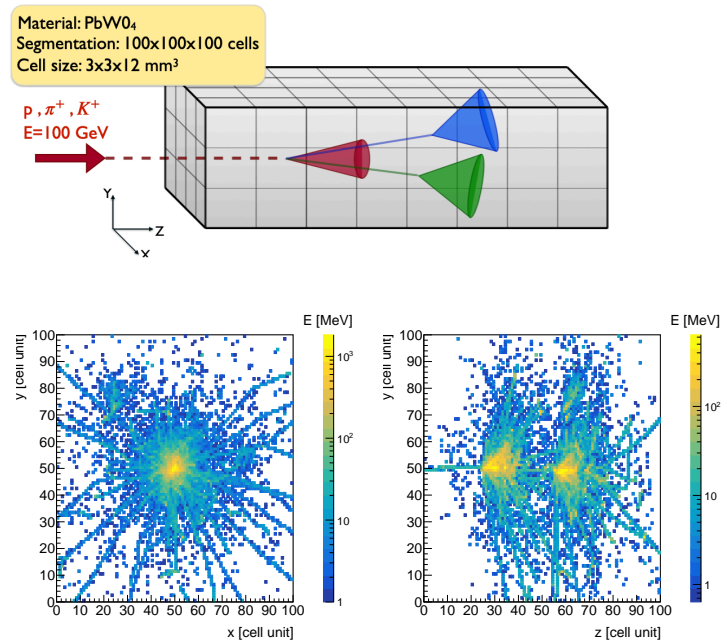 Material: PbW0₄
Segmentation: 100x100x100 cells
Cell size: 3x3x12 mm³
p , π⁺ , K⁺
E=100 GeV
Y
Z
X
E [MeV]
y [cell unit]
100
90
80
70
60
50
40
30
20
10
0
0 10 20 30 40 50 60 70 80 90 100
x [cell unit]
10³
10²
10
1
E [MeV]
y [cell unit]
100
90
80
70
60
50
40
30
20
10
0
0 10 20 30 40 50 60 70 80 90 100
z [cell unit]
10²
10
1